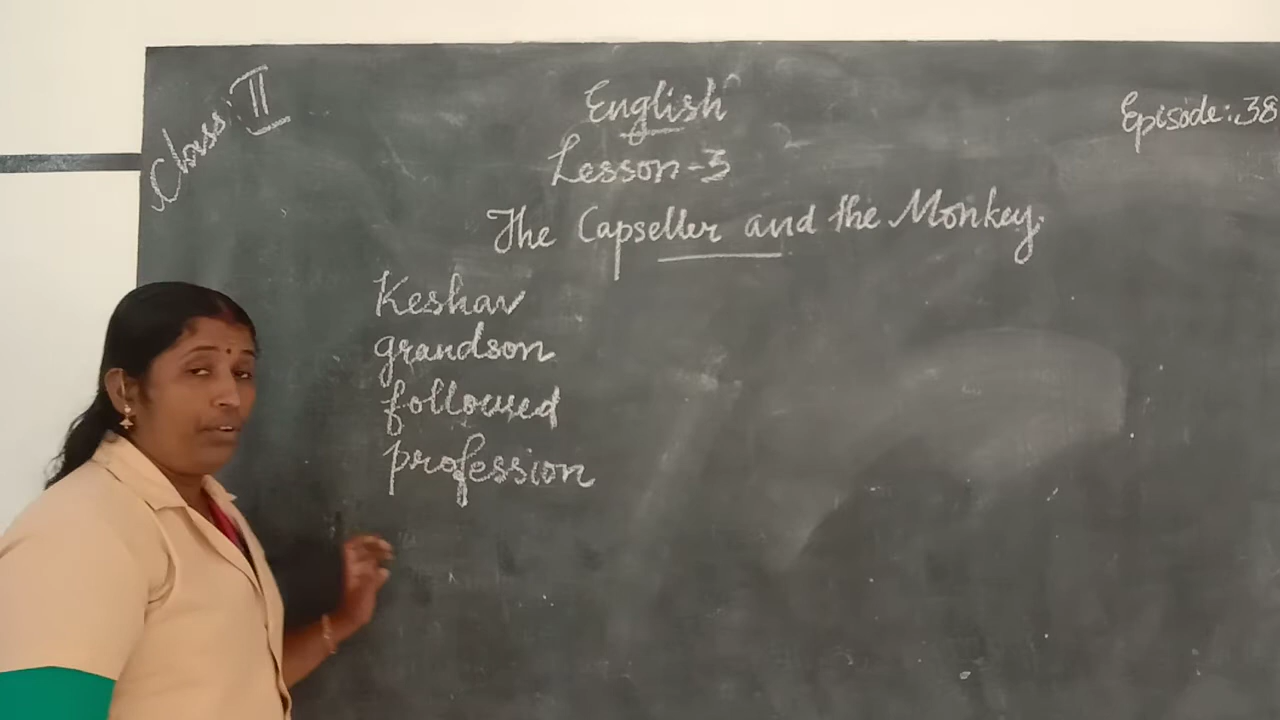 Class: II
English
Episode: 38
Lesson-3
The Capseller and the Monkey.
Keshav
grandson
followed
profession